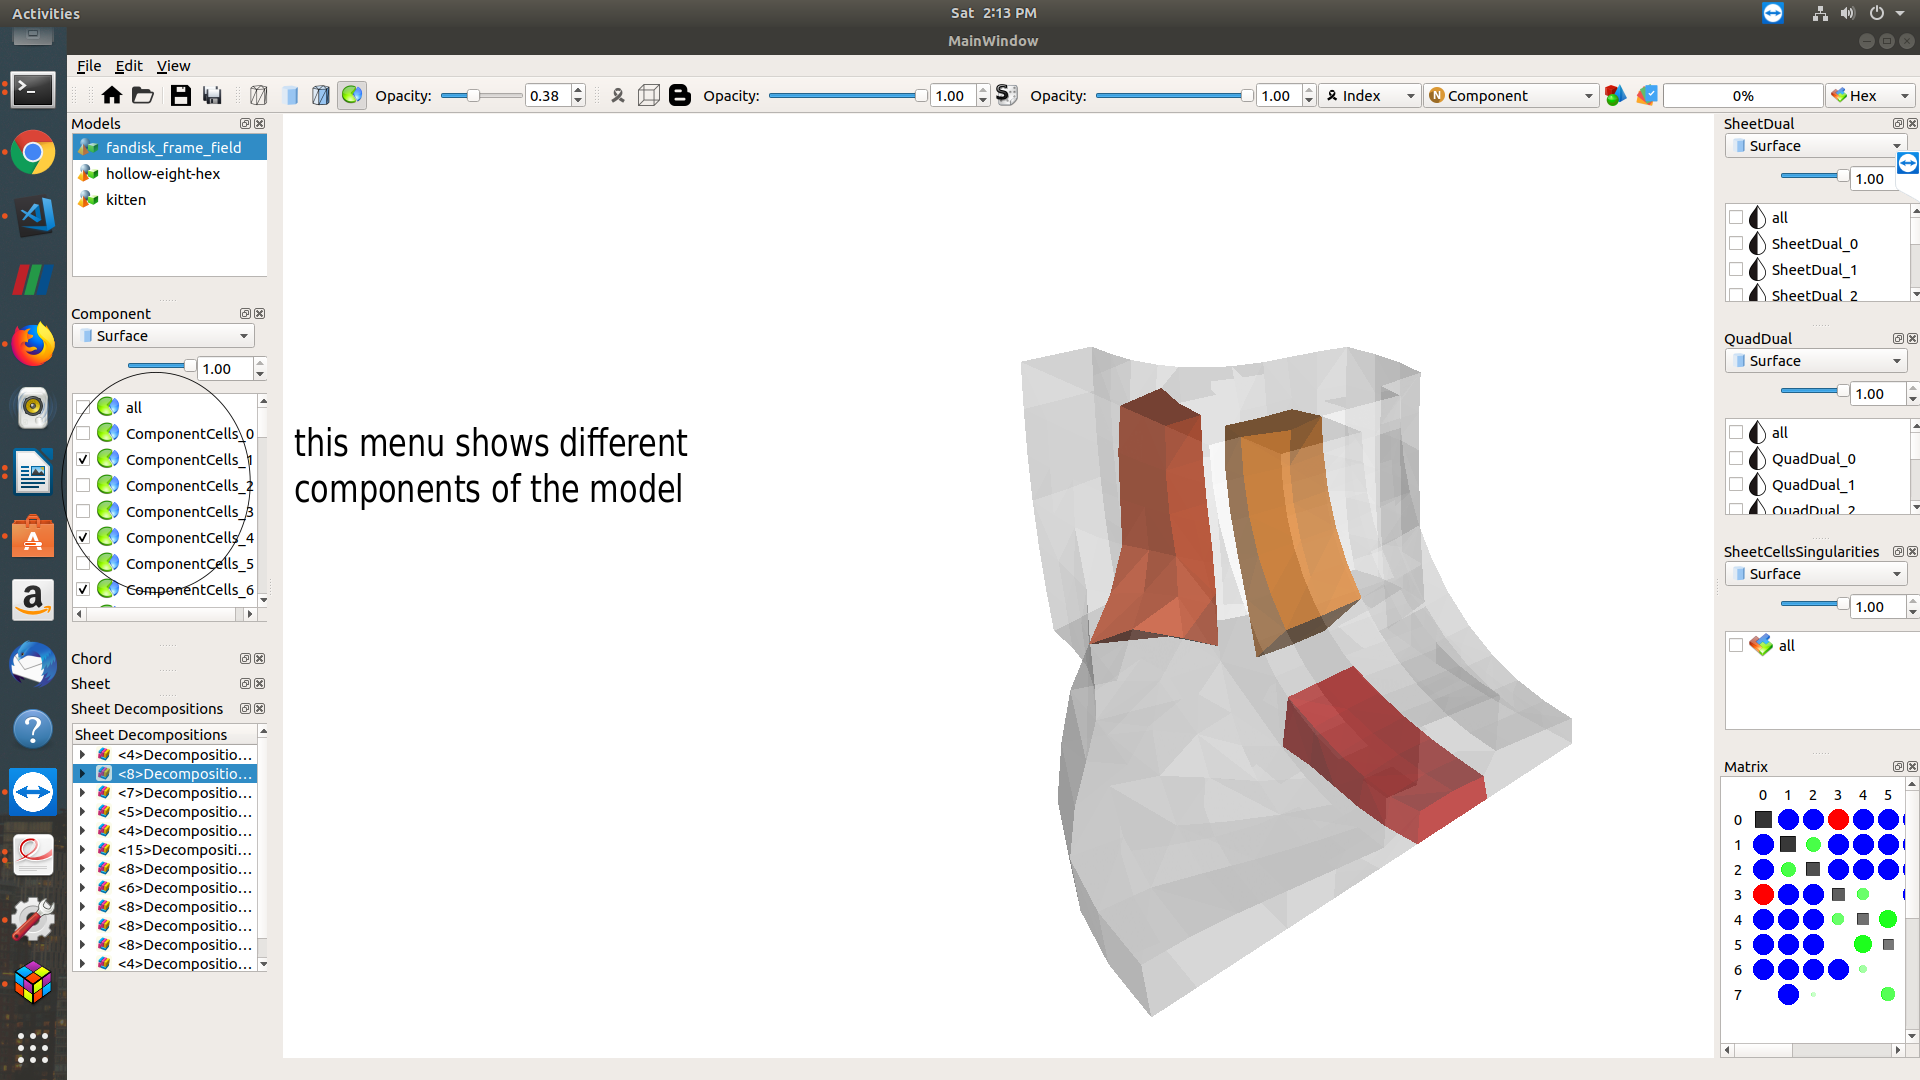 Activities
Sat 2:13 PM
MainWindow
File Edit View
Opacity: 0.38 Opacity: 1.00 Opacity: 1.00 Index Component 0% Hex
Models
fandisk_frame_field
hollow-eight-hex
kitten
Component
Surface
1.00
all
ComponentCells_0
ComponentCells_1
ComponentCells_2
ComponentCells_3
ComponentCells_4
ComponentCells_5
ComponentCells_6
Chord
Sheet
Sheet Decompositions
Sheet Decompositions
<4>Decompositio...
<8>Decompositio...
<7>Decompositio...
<5>Decompositio...
<4>Decompositio...
<15>Decompositi...
<8>Decompositio...
<6>Decompositio...
<8>Decompositio...
<8>Decompositio...
<8>Decompositio...
<4>Decompositio...
this menu shows different
components of the model
SheetDual
Surface
1.00
all
SheetDual_0
SheetDual_1
SheetDual_2
QuadDual
Surface
1.00
all
QuadDual_0
QuadDual_1
QuadDual_2
SheetCellsSingularities
Surface
1.00
all
Matrix
0 1 2 3 4 5
0
1
2
3
4
5
6
7